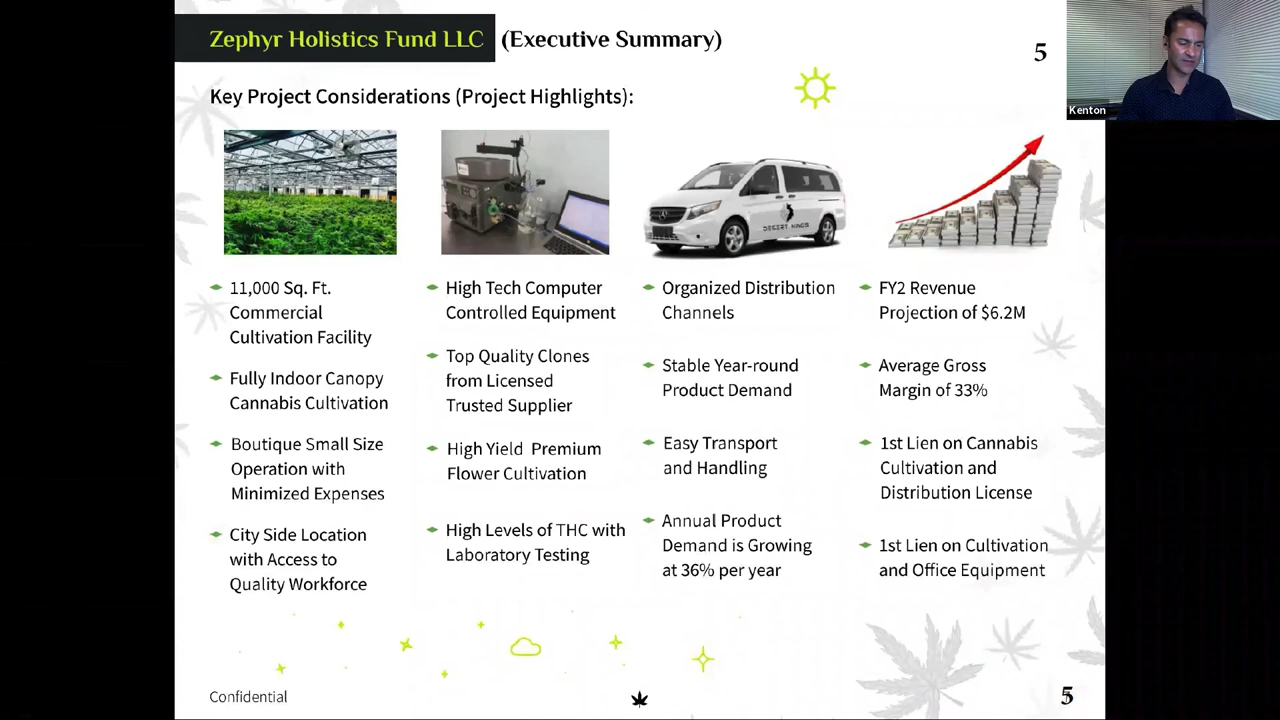 Zephyr Holistics Fund LLC (Executive Summary)
5
Kenton
Key Project Considerations (Project Highlights):
DESERT KINGS
11,000 Sq. Ft.
Commercial
Cultivation Facility
Fully Indoor Canopy
Cannabis Cultivation
Boutique Small Size
Operation with
Minimized Expenses
City Side Location
with Access to
Quality Workforce
High Tech Computer
Controlled Equipment
Top Quality Clones
from Licensed
Trusted Supplier
High Yield Premium
Flower Cultivation
High Levels of THC with
Laboratory Testing
Organized Distribution
Channels
Stable Year-round
Product Demand
Easy Transport
and Handling
Annual Product
Demand is Growing
at 36% per year
FY2 Revenue
Projection of $6.2M
Average Gross
Margin of 33%
1st Lien on Cannabis
Cultivation and
Distribution License
1st Lien on Cultivation
and Office Equipment
Confidential
5